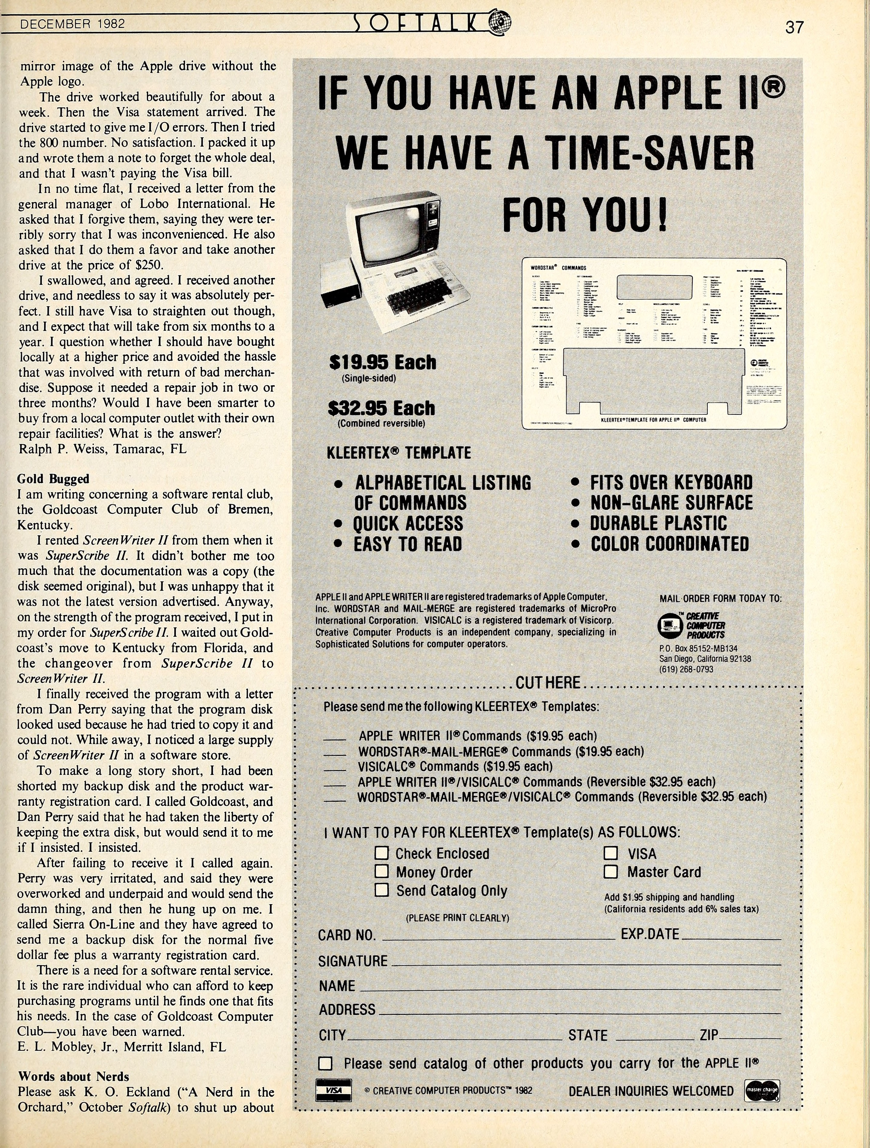 DECEMBER 1982
SOFTALK
37
mirror image of the Apple drive without the
Apple logo.
The drive worked beautifully for about a
week. Then the Visa statement arrived. The
drive started to give me I/O errors. Then I tried
the 800 number. No satisfaction. I packed it up
and wrote them a note to forget the whole deal,
and that I wasn't paying the Visa bill.
In no time flat, I received a letter from the
general manager of Lobo International. He
asked that I forgive them, saying they were ter-
ribly sorry that I was inconvenienced. He also
asked that I do them a favor and take another
drive at the price of $250.
I swallowed, and agreed. I received another
drive, and needless to say it was absolutely per-
fect. I still have Visa to straighten out though,
and I expect that will take from six months to a
year. I question whether I should have bought
locally at a higher price and avoided the hassle
that was involved with return of bad merchan-
dise. Suppose it needed a repair job in two or
three months? Would I have been smarter to
buy from a local computer outlet with their own
repair facilities? What is the answer?
Ralph P. Weiss, Tamarac, FL
Gold Bugged
I am writing concerning a software rental club,
the Goldcoast Computer Club of Bremen,
Kentucky.
I rented ScreenWriter II from them when it
was SuperScribe II. It didn't bother me too
much that the documentation was a copy (the
disk seemed original), but I was unhappy that it
was not the latest version advertised. Anyway,
on the strength of the program received, I put in
my order for SuperScribe II. I waited out Gold-
coast's move to Kentucky from Florida, and
the changeover from SuperScribe II to
ScreenWriter II.
I finally received the program with a letter
from Dan Perry saying that the program disk
looked used because he had tried to copy it and
could not. While away, I noticed a large supply
of ScreenWriter II in a software store.
To make a long story short, I had been
shorted my backup disk and the product war-
ranty registration card. I called Goldcoast, and
Dan Perry said that he had taken the liberty of
keeping the extra disk, but would send it to me
if I insisted. I insisted.
After failing to receive it I called again.
Perry was very irritated, and said they were
overworked and underpaid and would send the
damn thing, and then he hung up on me. I
called Sierra On-Line and they have agreed to
send me a backup disk for the normal five
dollar fee plus a warranty registration card.
There is a need for a software rental service.
It is the rare individual who can afford to keep
purchasing programs until he finds one that fits
his needs. In the case of Goldcoast Computer
Club—you have been warned.
E. L. Mobley, Jr., Merritt Island, FL
Words about Nerds
Please ask K. O. Eckland ("A Nerd in the
Orchard," October Softalk) to shut up about
IF YOU HAVE AN APPLE II®
WE HAVE A TIME-SAVER
FOR YOU!
WORDSTAR® COMMANDS
KLEERTEX® TEMPLATE FOR APPLE II® COMPUTER
$19.95 Each
(Single-sided)
$32.95 Each
(Combined reversible)
KLEERTEX® TEMPLATE
• ALPHABETICAL LISTING
OF COMMANDS
• QUICK ACCESS
• EASY TO READ
• FITS OVER KEYBOARD
• NON-GLARE SURFACE
• DURABLE PLASTIC
• COLOR COORDINATED
APPLE II and APPLE WRITER II are registered trademarks of Apple Computer,
Inc. WORDSTAR and MAIL-MERGE are registered trademarks of MicroPro
International Corporation. VISICALC is a registered trademark of Visicorp.
Creative Computer Products is an independent company, specializing in
Sophisticated Solutions for computer operators.
MAIL ORDER FORM TODAY TO:
™ CREATIVE
COMPUTER
PRODUCTS
P.O. Box 85152-MB134
San Diego, California 92138
(619) 268-0793
CUT HERE
Please send me the following KLEERTEX® Templates:
___ APPLE WRITER II® Commands ($19.95 each)
___ WORDSTAR®-MAIL-MERGE® Commands ($19.95 each)
___ VISICALC® Commands ($19.95 each)
___ APPLE WRITER II®/VISICALC® Commands (Reversible $32.95 each)
___ WORDSTAR®-MAIL-MERGE®/VISICALC® Commands (Reversible $32.95 each)
I WANT TO PAY FOR KLEERTEX® Template(s) AS FOLLOWS:
☐ Check Enclosed
☐ Money Order
☐ Send Catalog Only
☐ VISA
☐ Master Card
Add $1.95 shipping and handling
(California residents add 6% sales tax)
(PLEASE PRINT CLEARLY)
CARD NO. ___ EXP.DATE ___
SIGNATURE ___
NAME ___
ADDRESS ___
CITY ___ STATE ___ ZIP ___
☐ Please send catalog of other products you carry for the APPLE II®
VISA
© CREATIVE COMPUTER PRODUCTS™ 1982
DEALER INQUIRIES WELCOMED
master charge